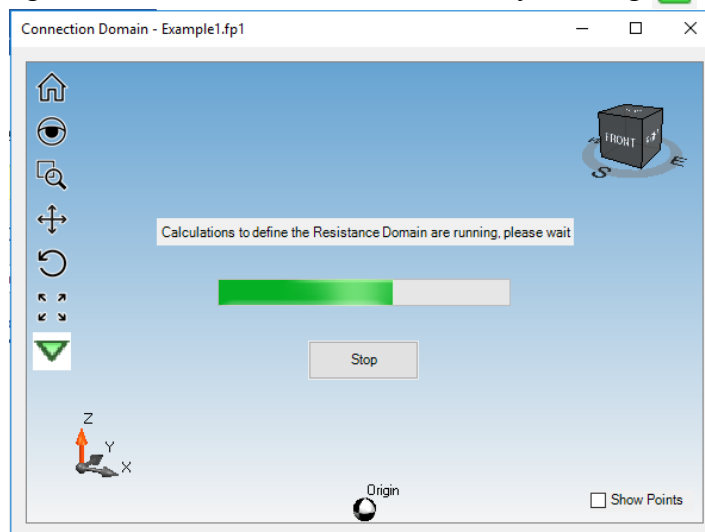 Connection Domain - Example1.fp1
FRONT
S
E
Calculations to define the Resistance Domain are running, please wait
Stop
Z
Y
X
Origin
Show Points